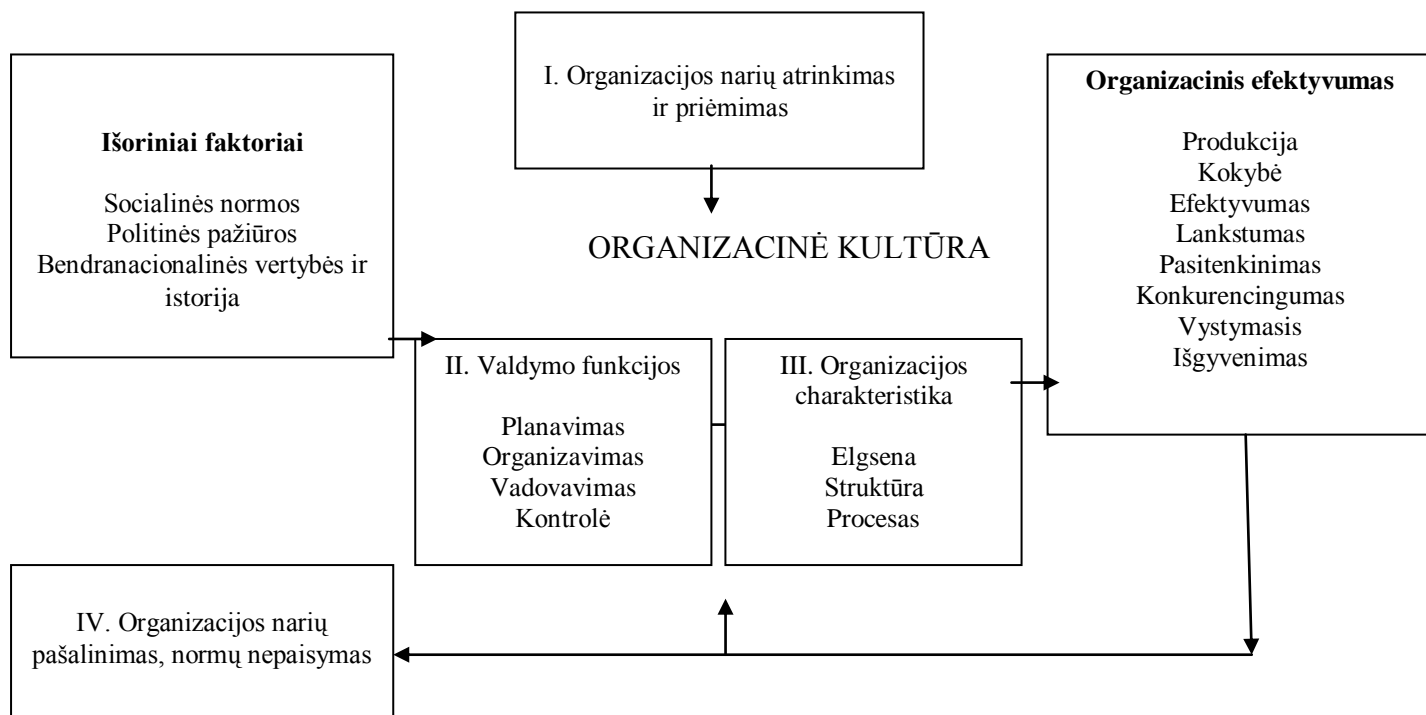 I. Organizacijos narių atrinkimas
ir priėmimas
Išoriniai faktoriai
Socialinės normos
Politinės pažiūros
Bendranacionalinės vertybės ir
istorija
ORGANIZACINĖ KULTŪRA
II. Valdymo funkcijos
Planavimas
Organizavimas
Vadovavimas
Kontrolė
III. Organizacijos
charakteristika
Elgsena
Struktūra
Procesas
Organizacinis efektyvumas
Produkcija
Kokybė
Efektyvumas
Lankstumas
Pasitenkinimas
Konkurencingumas
Vystymasis
Išgyvenimas
IV. Organizacijos narių
pašalinimas, normų nepaisymas